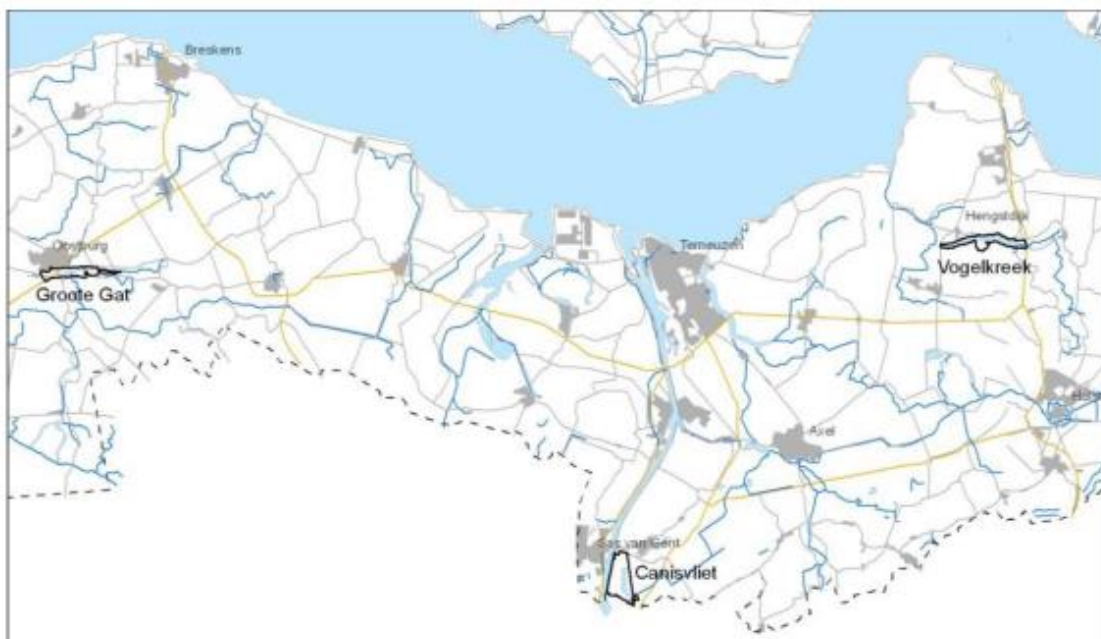 Breskens
Hengstdijk
Terneuzen
Vogelkreek
Oostburg
Groote Gat
Axel
Sas van Gent
Canisvliet